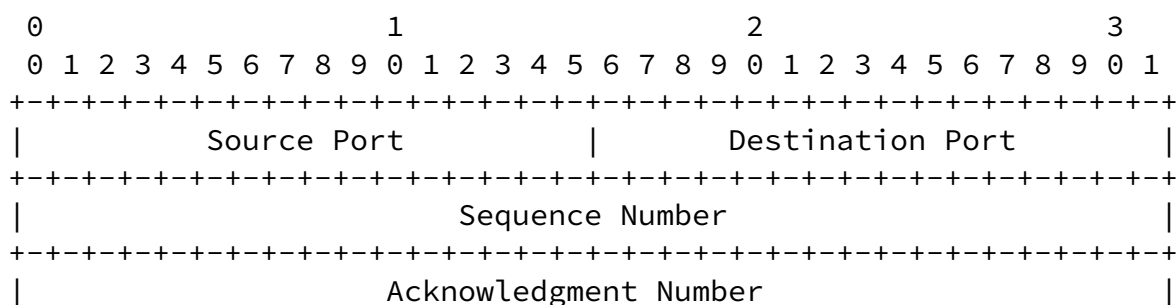 0                   1                   2                   3
 0 1 2 3 4 5 6 7 8 9 0 1 2 3 4 5 6 7 8 9 0 1 2 3 4 5 6 7 8 9 0 1
+-+-+-+-+-+-+-+-+-+-+-+-+-+-+-+-+-+-+-+-+-+-+-+-+-+-+-+-+-+-+-+-+
|          Source Port          |       Destination Port        |
+-+-+-+-+-+-+-+-+-+-+-+-+-+-+-+-+-+-+-+-+-+-+-+-+-+-+-+-+-+-+-+-+
|                        Sequence Number                        |
+-+-+-+-+-+-+-+-+-+-+-+-+-+-+-+-+-+-+-+-+-+-+-+-+-+-+-+-+-+-+-+-+
|                    Acknowledgment Number                      |